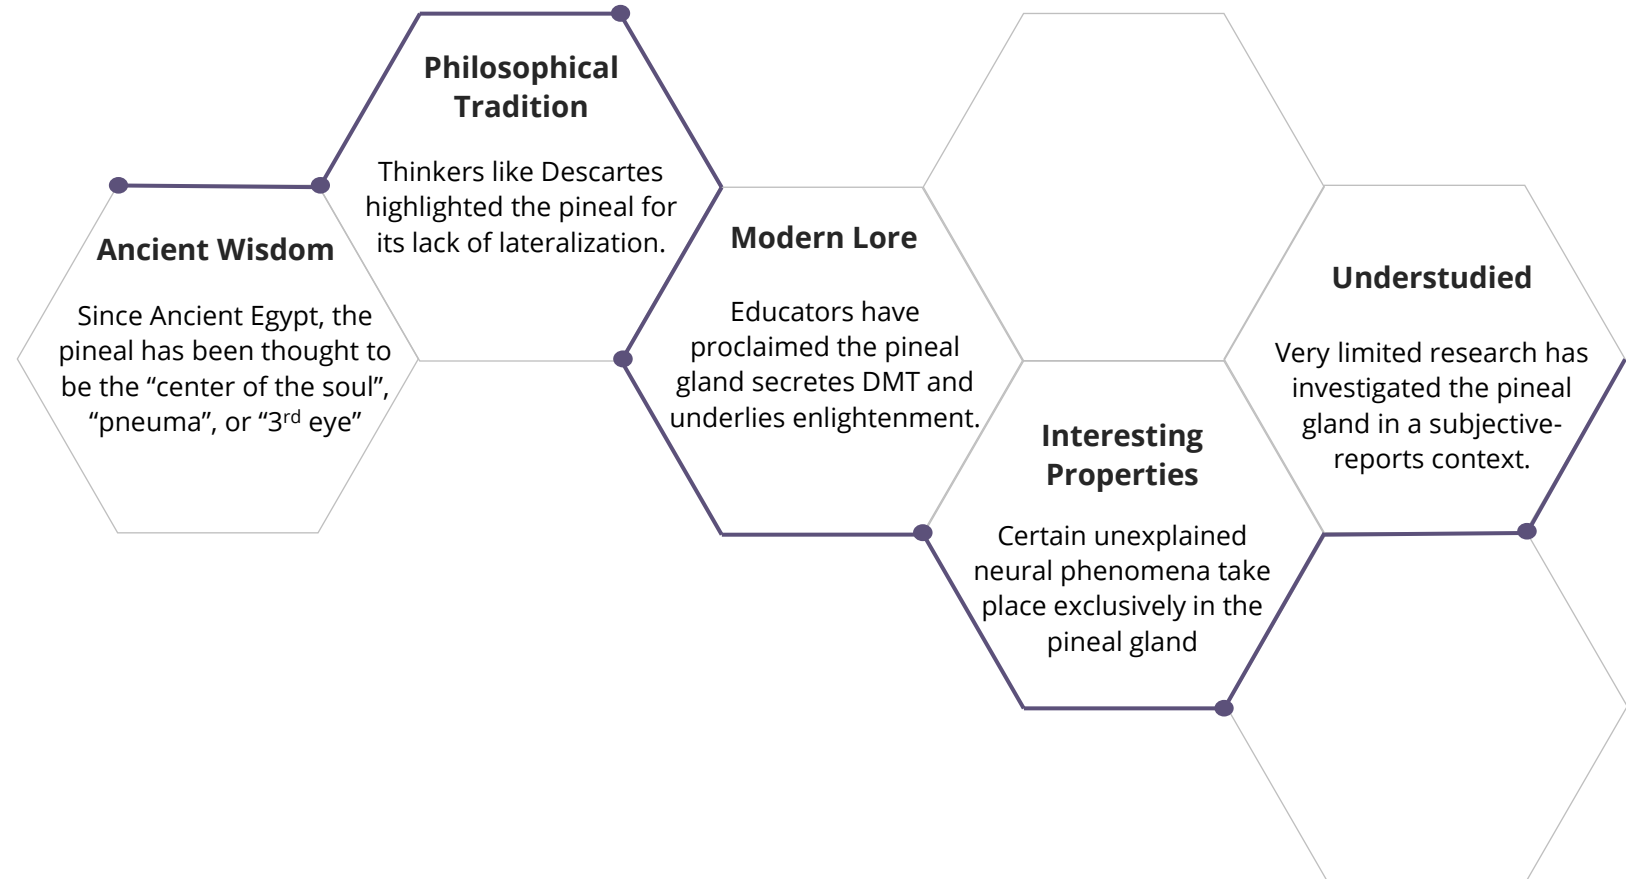 Philosophical
Tradition
Thinkers like Descartes
highlighted the pineal for
its lack of lateralization.
Ancient Wisdom
Since Ancient Egypt, the
pineal has been thought to
be the “center of the soul”,
“pneuma”, or “3rd eye”
Modern Lore
Educators have
proclaimed the pineal
gland secretes DMT and
underlies enlightenment.
Interesting
Properties
Certain unexplained
neural phenomena take
place exclusively in the
pineal gland
Understudied
Very limited research has
investigated the pineal
gland in a subjective-
reports context.